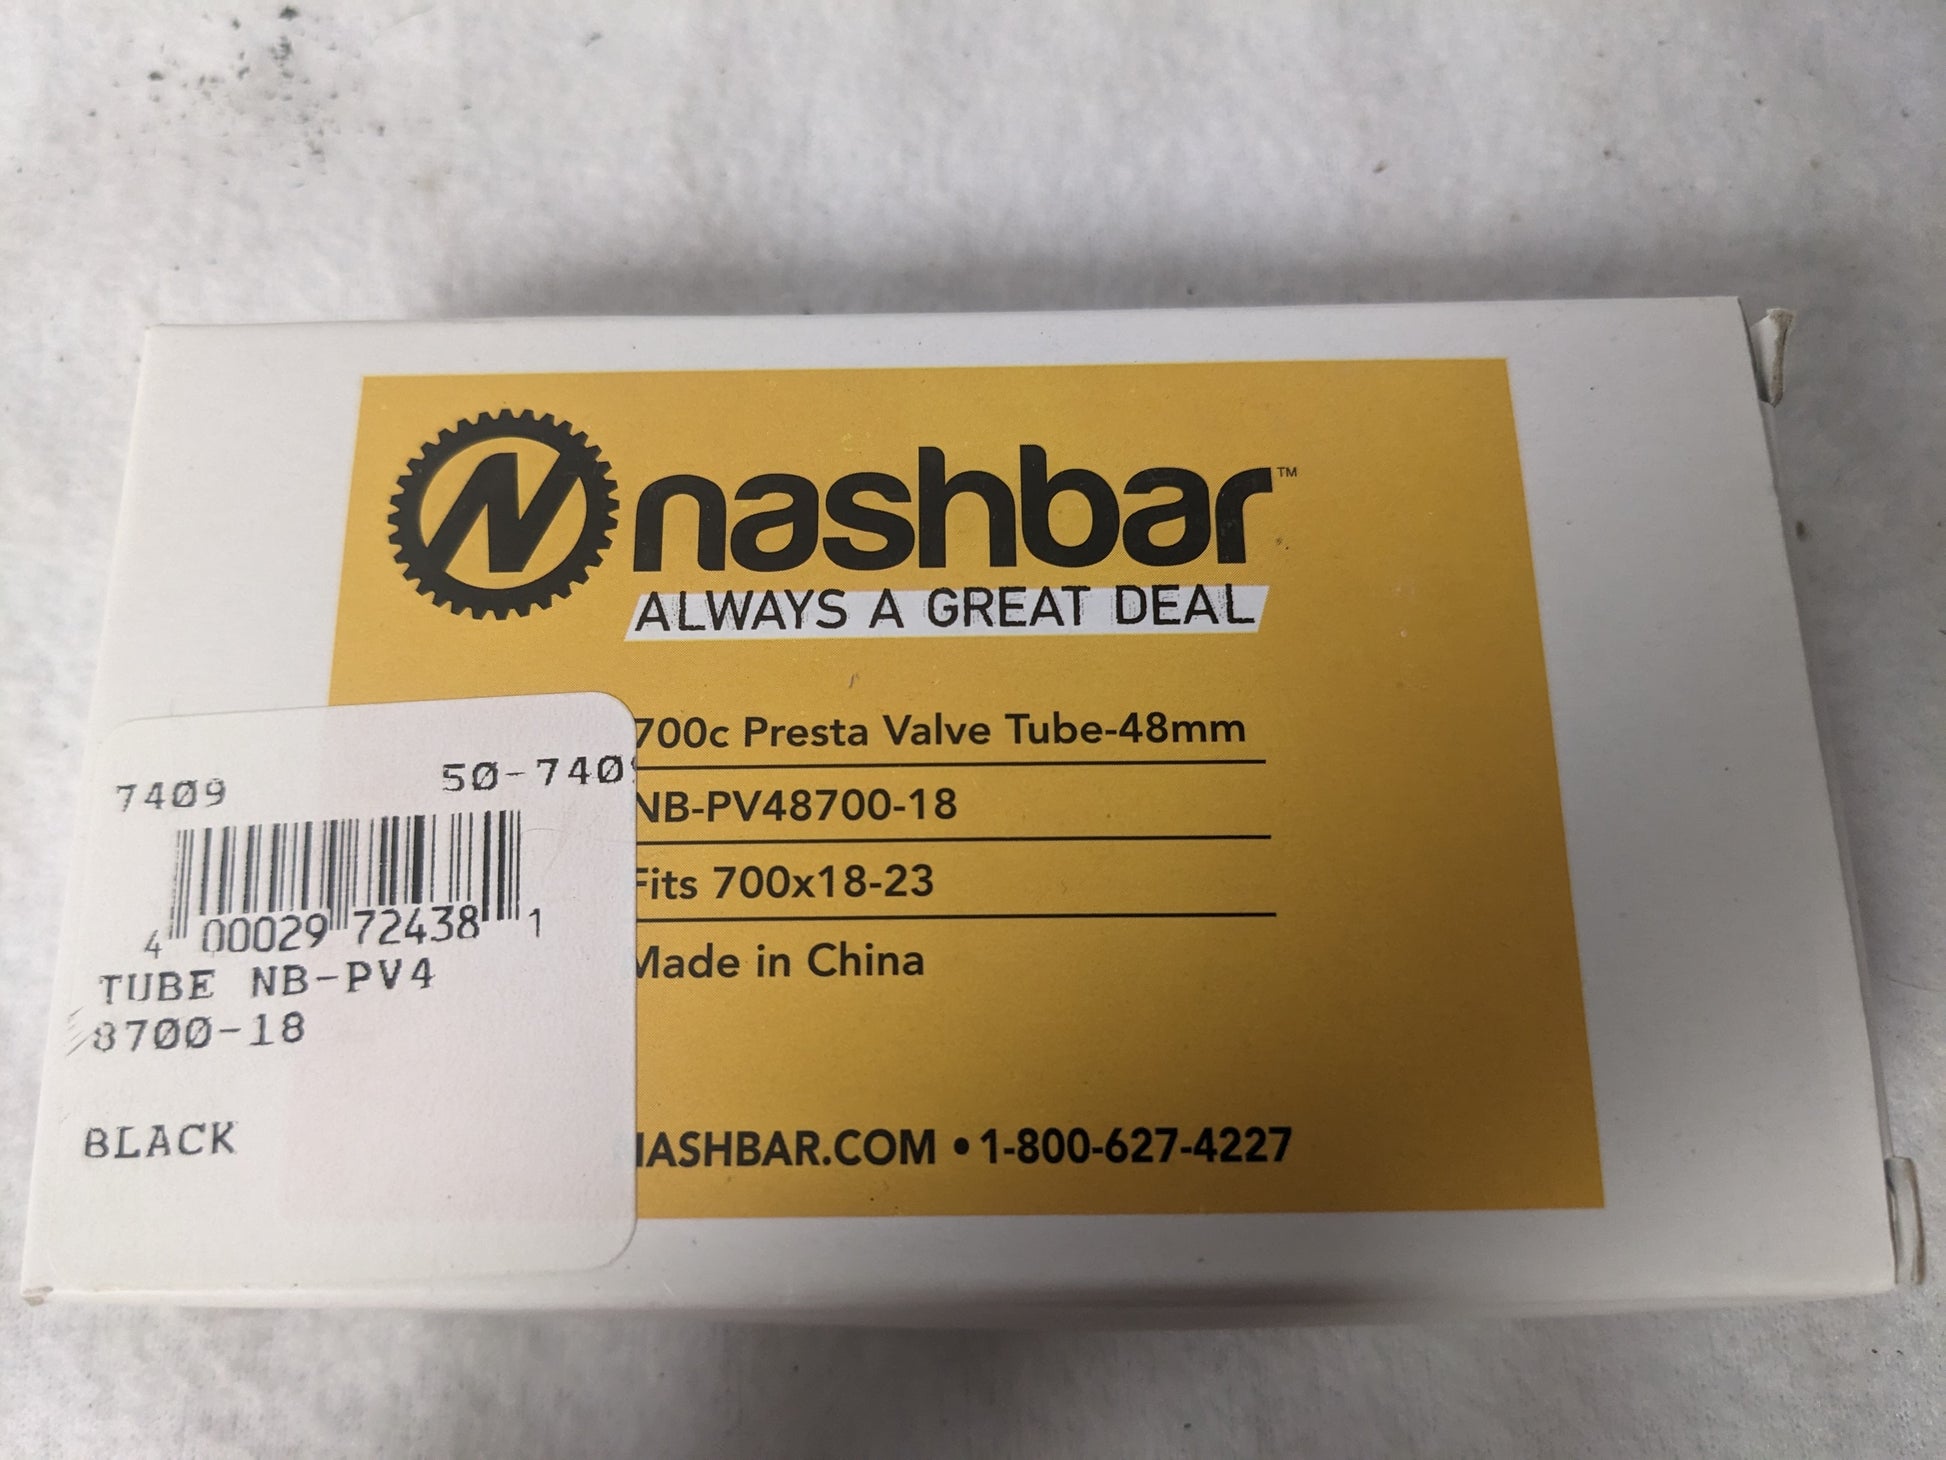 N nashbar™
ALWAYS A GREAT DEAL
700c Presta Valve Tube-48mm
NB-PV48700-18
Fits 700x18-23
Made in China
NASHBAR.COM • 1-800-627-4227
7409 50-7409
4 00029 72438 1
TUBE NB-PV4
8700-18
BLACK